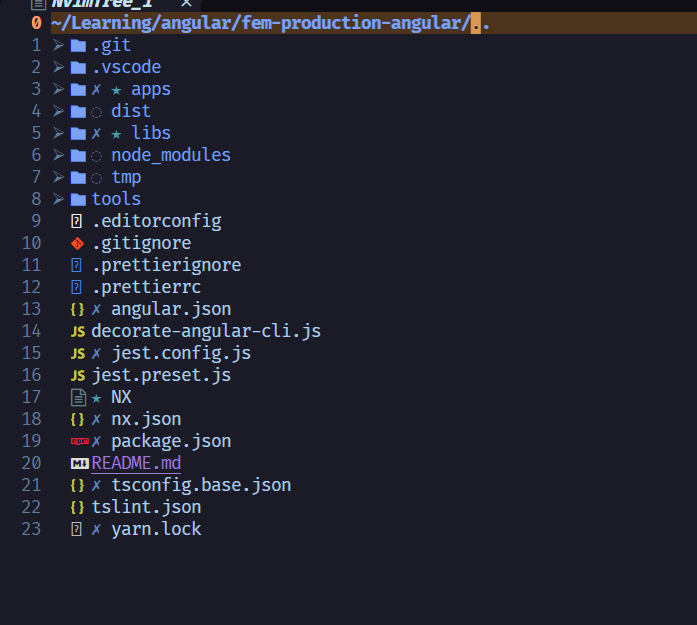 NvimTree_1 ×
0 ~/Learning/angular/fem-production-angular/..
1 .git
2 .vscode
3 ✗ ★ apps
4 ◌ dist
5 ✗ ★ libs
6 ◌ node_modules
7 ◌ tmp
8 tools
9 .editorconfig
10 .gitignore
11 .prettierignore
12 .prettierrc
13 {} ✗ angular.json
14 JS decorate-angular-cli.js
15 JS ✗ jest.config.js
16 JS jest.preset.js
17 ★ NX
18 {} ✗ nx.json
19 npm ✗ package.json
20 M↓ README.md
21 {} ✗ tsconfig.base.json
22 {} tslint.json
23 ✗ yarn.lock